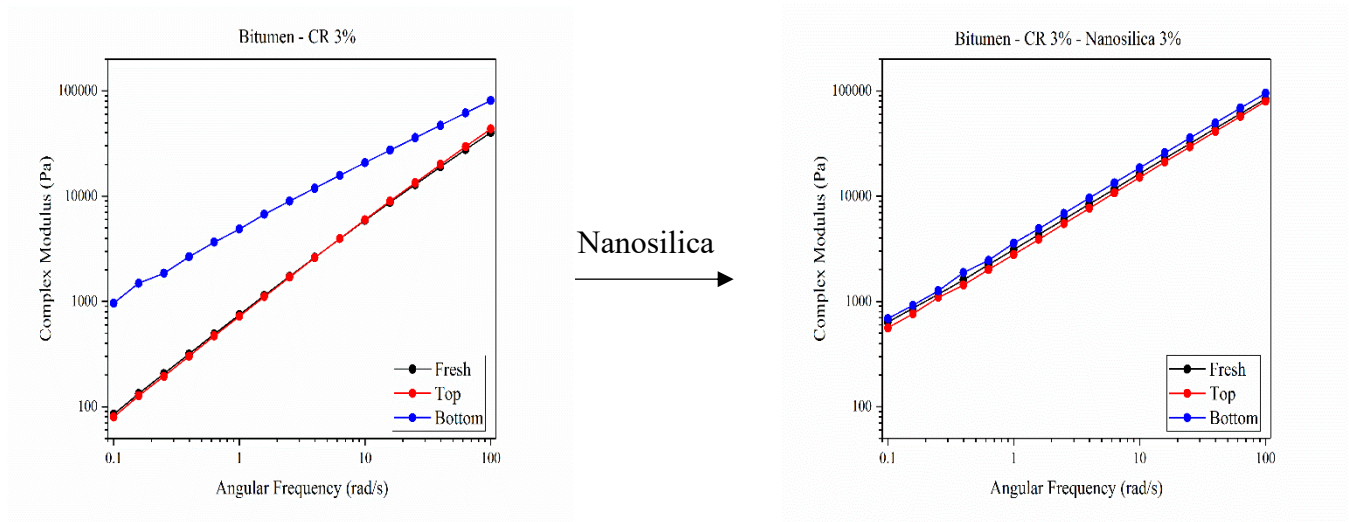 Bitumen - CR 3%
Complex Modulus (Pa)
100000
10000
1000
100
Fresh
Top
Bottom
0.1
1
10
100
Angular Frequency (rad/s)
Nanosilica
Bitumen - CR 3% - Nanosilica 3%
Complex Modulus (Pa)
100000
10000
1000
100
Fresh
Top
Bottom
0.1
1
10
100
Angular Frequency (rad/s)